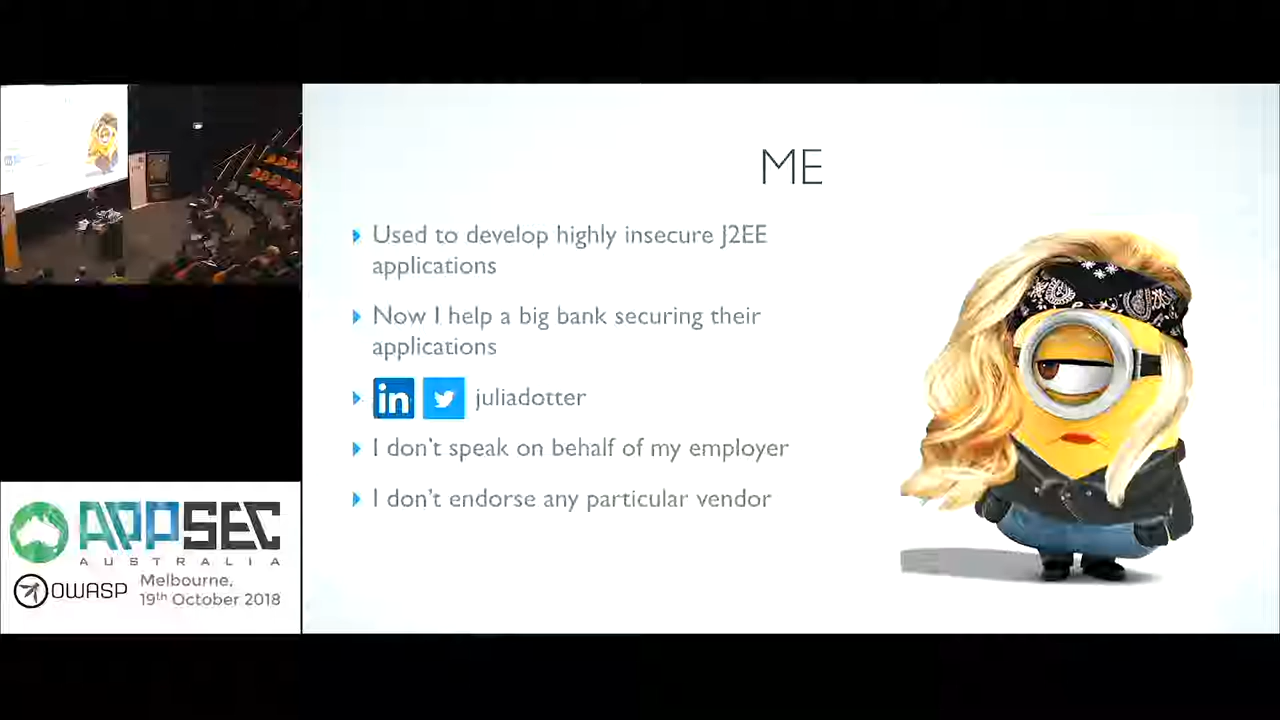 ME
Used to develop highly insecure J2EE
applications
Now I help a big bank securing their
applications
in juliadotter
I don't speak on behalf of my employer
I don't endorse any particular vendor
APPSEC
AUSTRALIA
OWASP
Melbourne,
19th October 2018